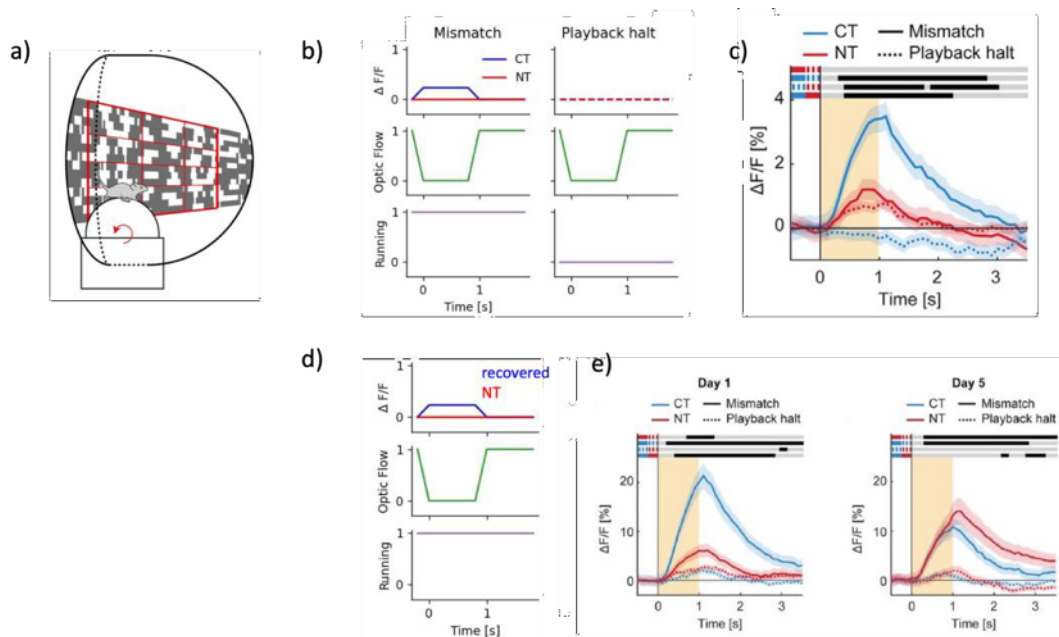 a)
b)
Mismatch
Playback halt
CT
NT
Δ F/F
1
0
Optic Flow
1
0
Running
1
0
0
1
0
1
Time [s]
Time [s]
c)
CT
Mismatch
NT
Playback halt
ΔF/F [%]
4
2
0
0
1
2
3
Time [s]
d)
recovered
NT
Δ F/F
1
0
Optic Flow
1
0
Running
1
0
0
1
Time [s]
e)
Day 1
CT
Mismatch
NT
Playback halt
ΔF/F [%]
20
10
0
0
1
2
3
Time [s]
Day 5
CT
Mismatch
NT
Playback halt
ΔF/F [%]
20
10
0
0
1
2
3
Time [s]